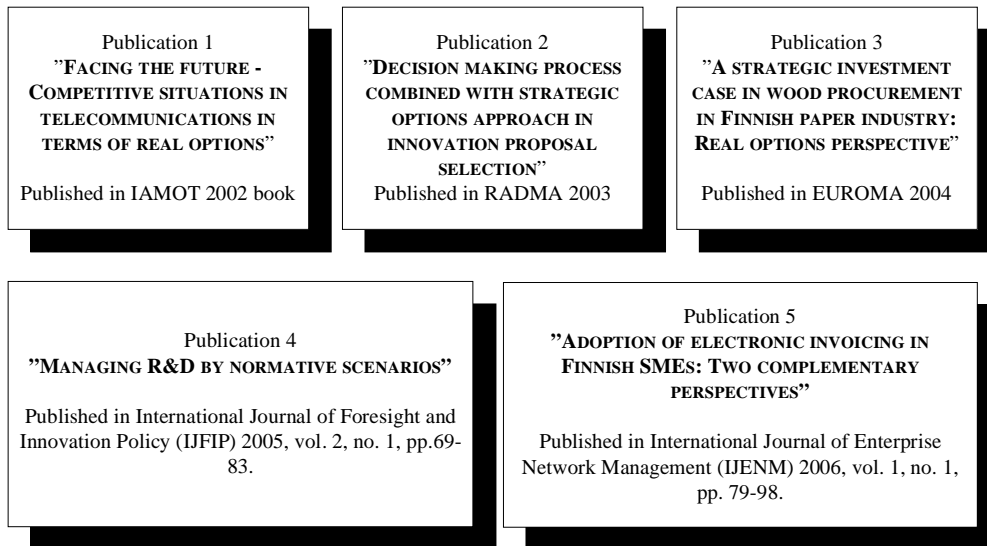 Publication 1
”FACING THE FUTURE -
COMPETITIVE SITUATIONS IN
TELECOMMUNICATIONS IN
TERMS OF REAL OPTIONS”
Published in IAMOT 2002 book
Publication 2
”DECISION MAKING PROCESS
COMBINED WITH STRATEGIC
OPTIONS APPROACH IN
INNOVATION PROPOSAL
SELECTION”
Published in RADMA 2003
Publication 3
”A STRATEGIC INVESTMENT
CASE IN WOOD PROCUREMENT
IN FINNISH PAPER INDUSTRY:
REAL OPTIONS PERSPECTIVE”
Published in EUROMA 2004
Publication 4
”MANAGING R&D BY NORMATIVE SCENARIOS”
Published in International Journal of Foresight and
Innovation Policy (IJFIP) 2005, vol. 2, no. 1, pp.69-
83.
Publication 5
”ADOPTION OF ELECTRONIC INVOICING IN
FINNISH SMES: TWO COMPLEMENTARY
PERSPECTIVES”
Published in International Journal of Enterprise
Network Management (IJENM) 2006, vol. 1, no. 1,
pp. 79-98.